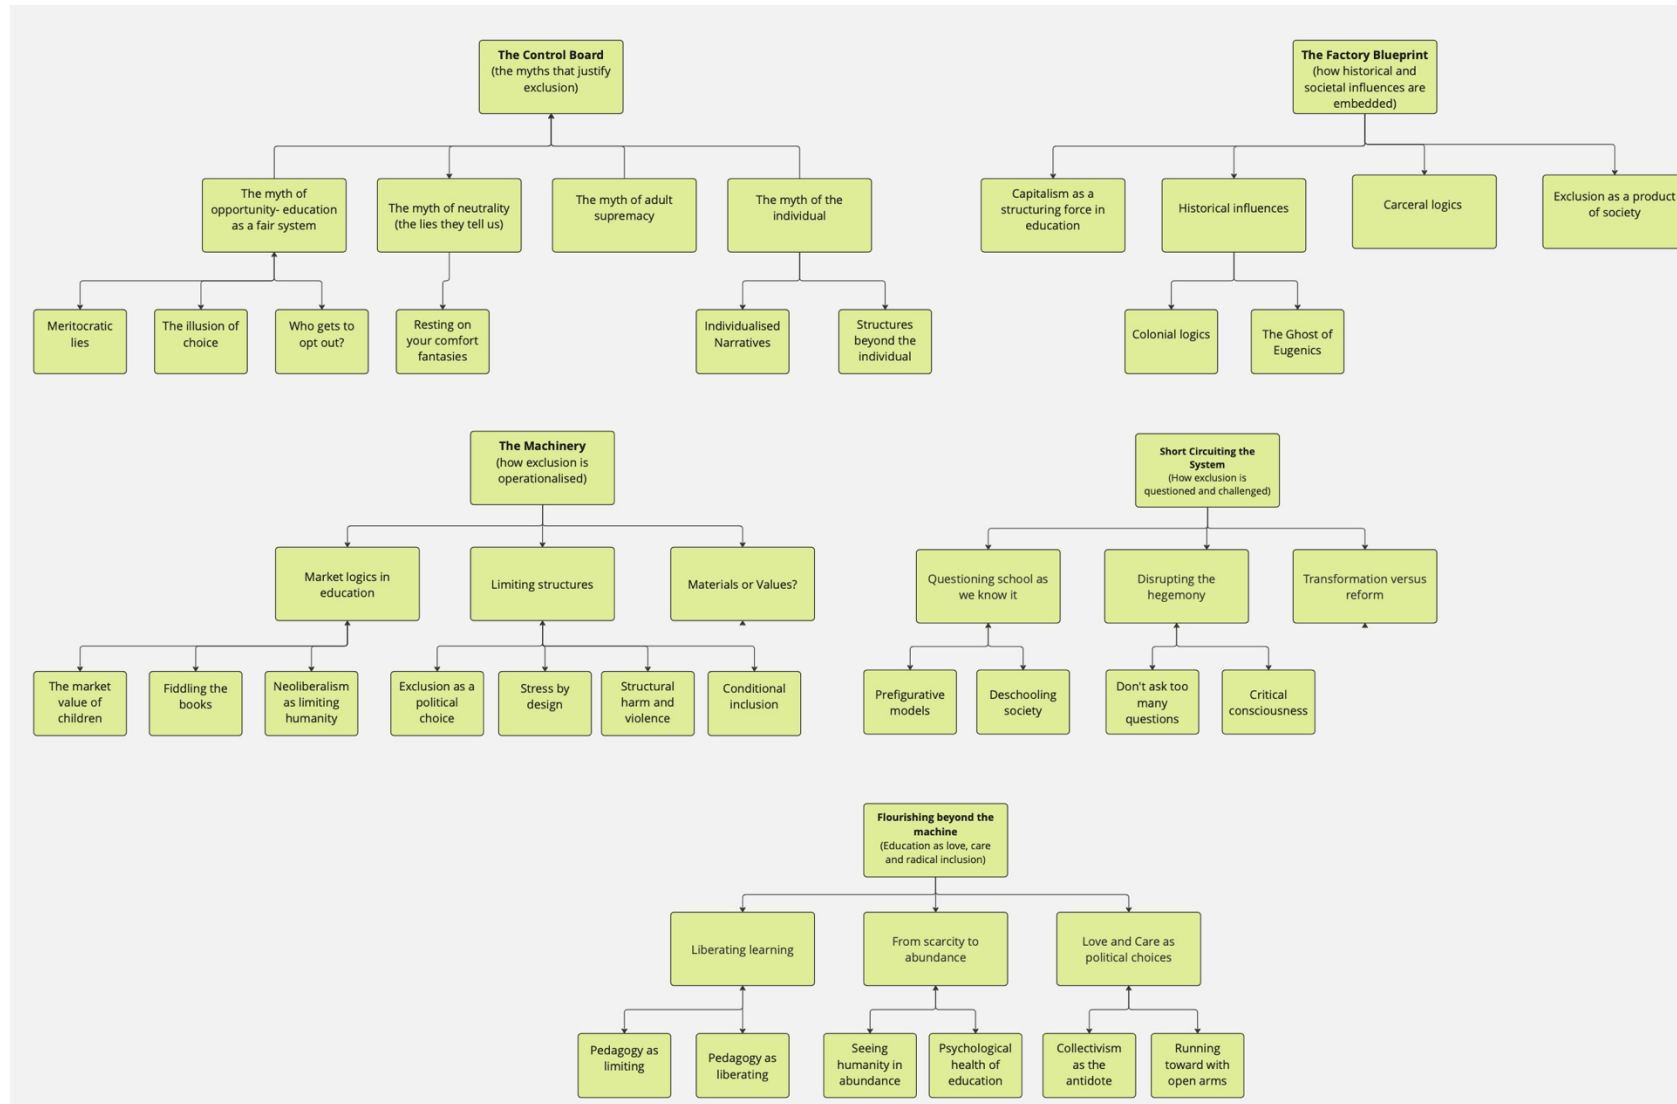 The Control Board
(the myths that justify
exclusion)
The Factory Blueprint
(how historical and
societal influences are
embedded)
The myth of
opportunity- education
as a fair system
The myth of neutrality
(the lies they tell us)
The myth of adult
supremacy
The myth of the
individual
Capitalism as a
structuring force in
education
Historical influences
Carceral logics
Exclusion as a product
of society
Meritocratic
lies
The illusion of
choice
Who gets to
opt out?
Resting on
your comfort
fantasies
Individualised
Narratives
Structures
beyond the
individual
Colonial logics
The Ghost of
Eugenics
The Machinery
(how exclusion is
operationalised)
Short Circuiting the
System
(How exclusion is
questioned and challenged)
Market logics in
education
Limiting structures
Materials or Values?
Questioning school as
we know it
Disrupting the
hegemony
Transformation versus
reform
The market
value of
children
Fiddling the
books
Neoliberalism
as limiting
humanity
Exclusion as a
political
choice
Stress by
design
Structural
harm and
violence
Conditional
inclusion
Prefigurative
models
Deschooling
society
Don't ask too
many
questions
Critical
consciousness
Flourishing beyond the
machine
(Education as love, care
and radical inclusion)
Liberating learning
From scarcity to
abundance
Love and Care as
political choices
Pedagogy as
limiting
Pedagogy as
liberating
Seeing
humanity in
abundance
Psychological
health of
education
Collectivism
as the
antidote
Running
toward with
open arms